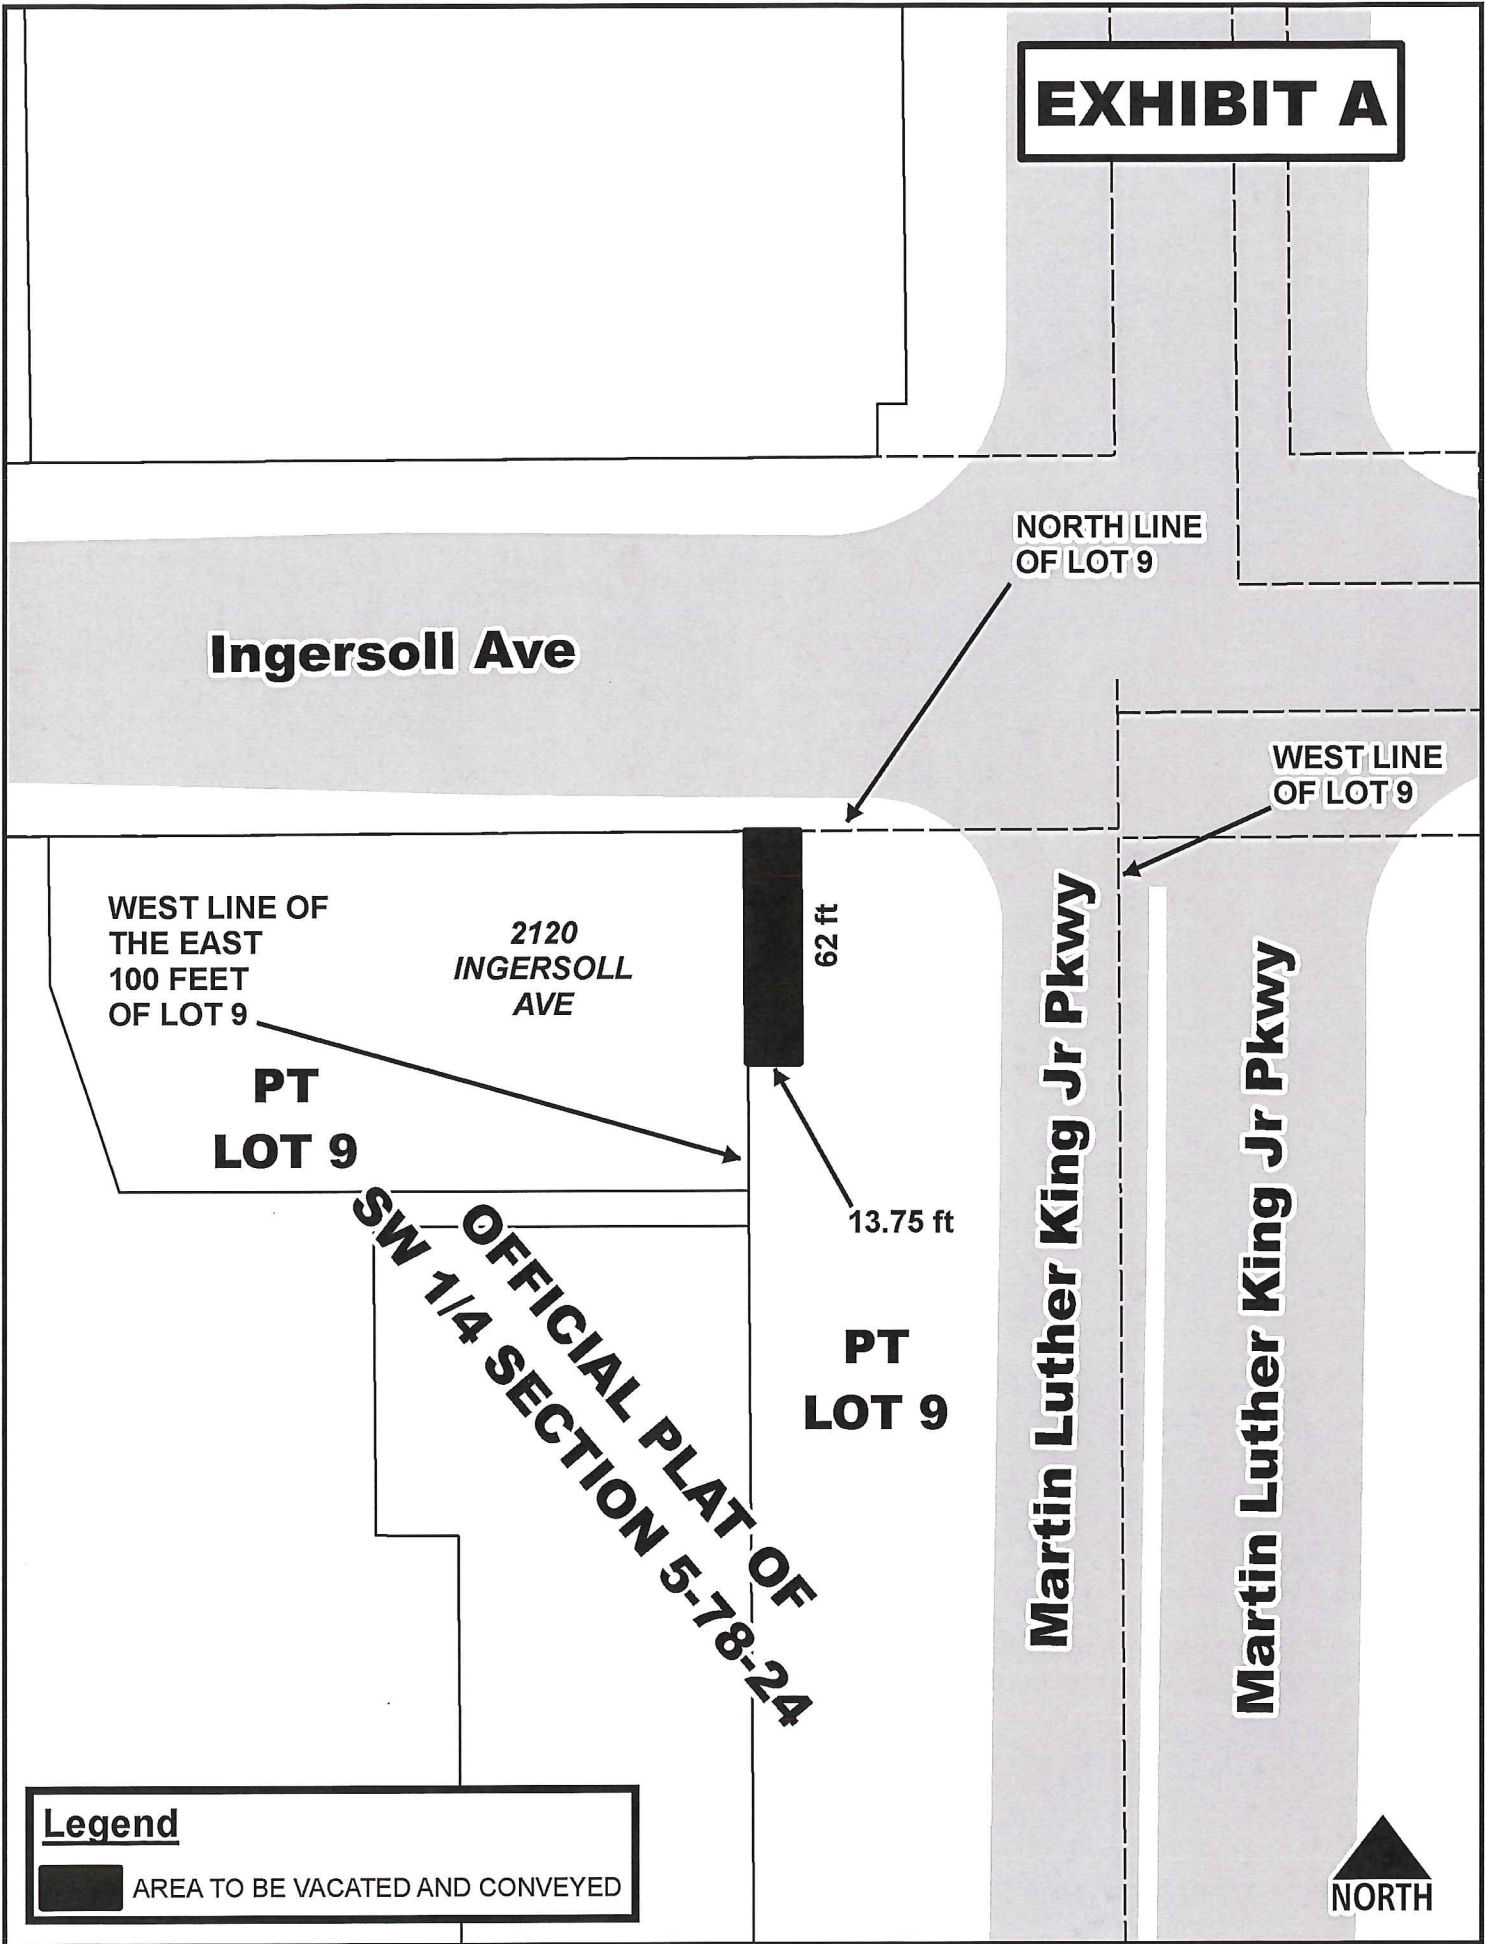 EXHIBIT A
NORTH LINE
OF LOT 9
Ingersoll Ave
WEST LINE
OF LOT 9
WEST LINE OF
THE EAST
100 FEET
OF LOT 9
2120
INGERSOLL
AVE
62 ft
PT
LOT 9
13.75 ft
OFFICIAL PLAT OF
SW 1/4 SECTION 5-78-24
PT
LOT 9
Martin Luther King Jr Pkwy
Martin Luther King Jr Pkwy
Legend
AREA TO BE VACATED AND CONVEYED
NORTH